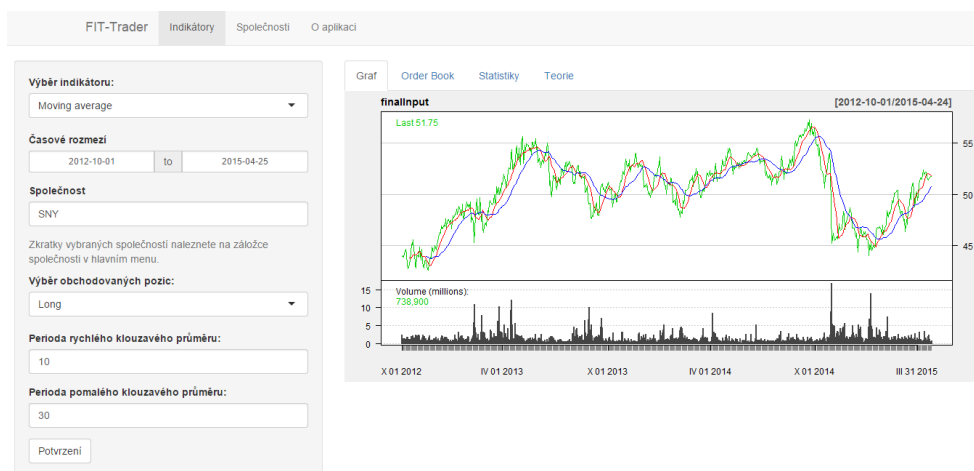 FIT-Trader Indikátory Společnosti O aplikaci
Výběr indikátoru:
Moving average
Časové rozmezí
2012-10-01 to 2015-04-25
Společnost
SNY
Zkratky vybraných společností naleznete na záložce
společnosti v hlavním menu.
Výběr obchodovaných pozic:
Long
Perioda rychlého klouzavého průměru:
10
Perioda pomalého klouzavého průměru:
30
Potvrzení
Graf Order Book Statistiky Teorie
finalInput [2012-10-01/2015-04-24]
Last 51.75
55
50
45
Volume (millions):
738,900
15
10
5
0
X 01 2012 IV 01 2013 X 01 2013 IV 01 2014 X 01 2014 III 31 2015